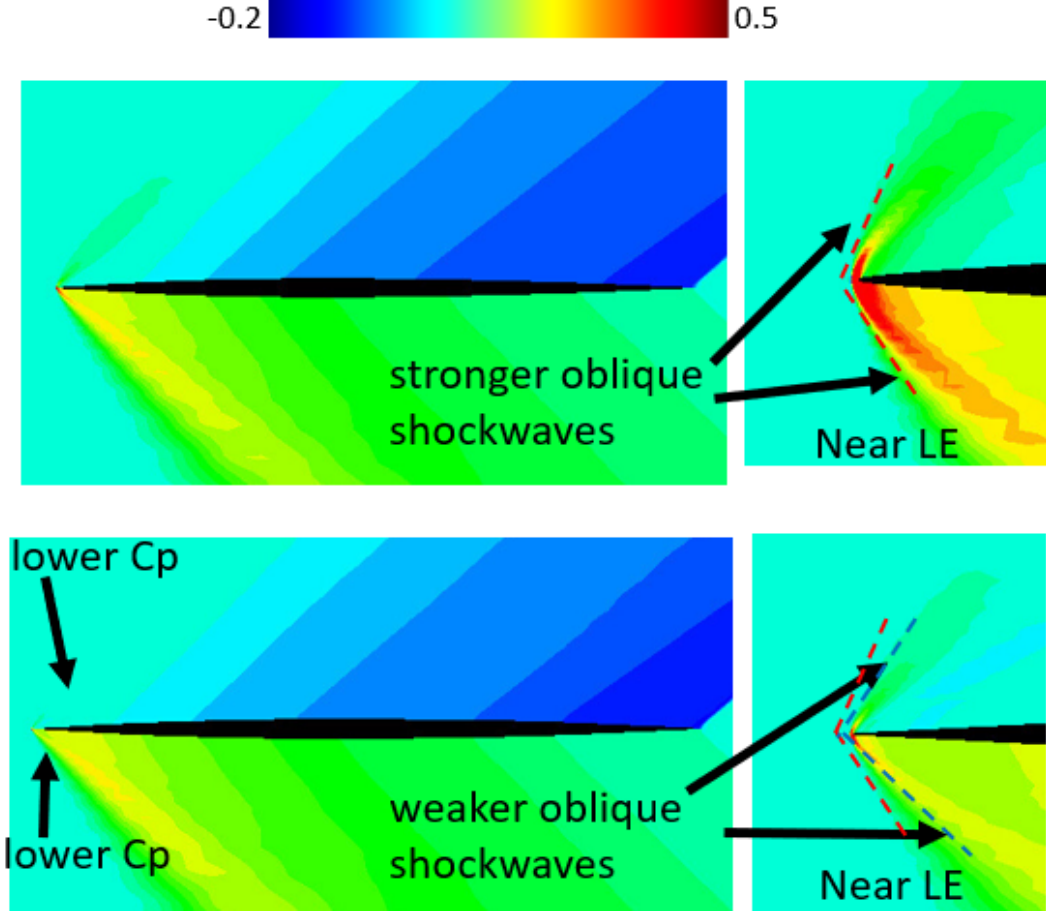 -0.2
0.5
stronger oblique
shockwaves
Near LE
lower Cp
lower Cp
weaker oblique
shockwaves
Near LE